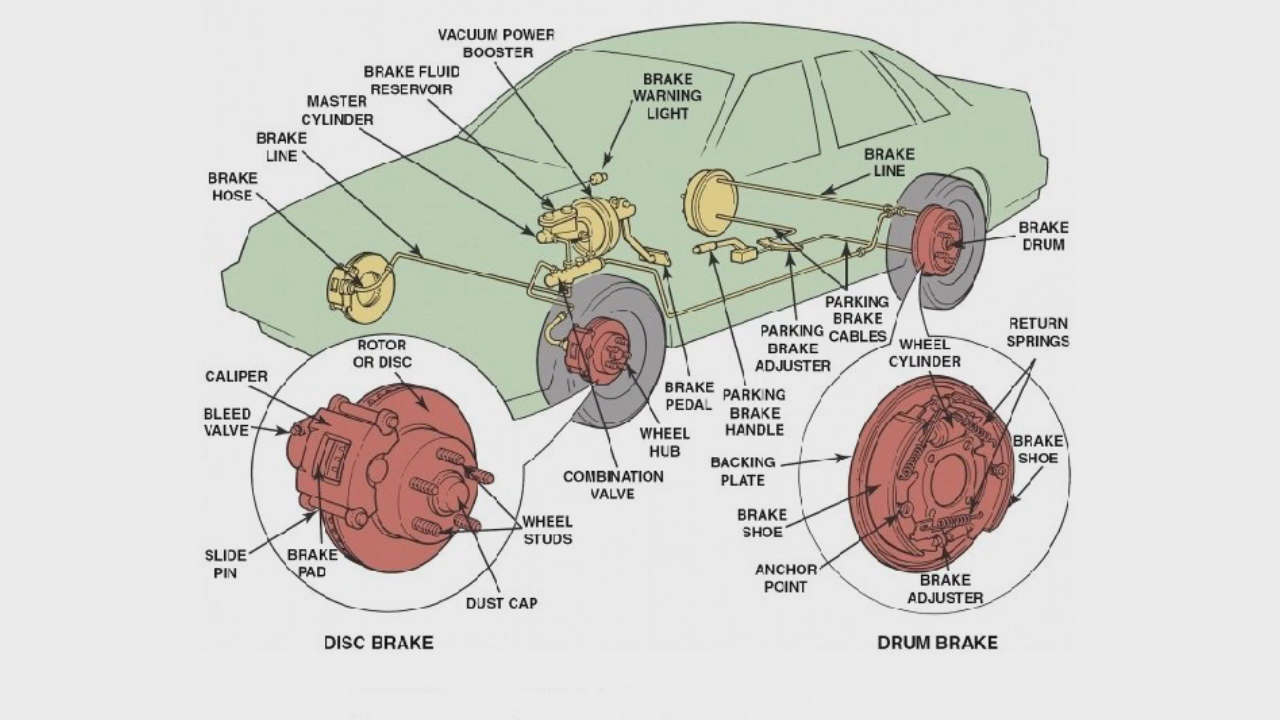 VACUUM POWER
BOOSTER
BRAKE FLUID
RESERVOIR
BRAKE
WARNING
LIGHT
MASTER
CYLINDER
BRAKE
LINE
BRAKE
HOSE
BRAKE
LINE
BRAKE
DRUM
PARKING
BRAKE
CABLES
PARKING
BRAKE
ADJUSTER
PARKING
BRAKE
HANDLE
BRAKE
PEDAL
WHEEL
HUB
COMBINATION
VALVE
ROTOR
OR DISC
CALIPER
BLEED
VALVE
SLIDE
PIN
BRAKE
PAD
WHEEL
STUDS
DUST CAP
DISC BRAKE
WHEEL
CYLINDER
RETURN
SPRINGS
BRAKE
SHOE
BACKING
PLATE
BRAKE
SHOE
ANCHOR
POINT
BRAKE
ADJUSTER
DRUM BRAKE